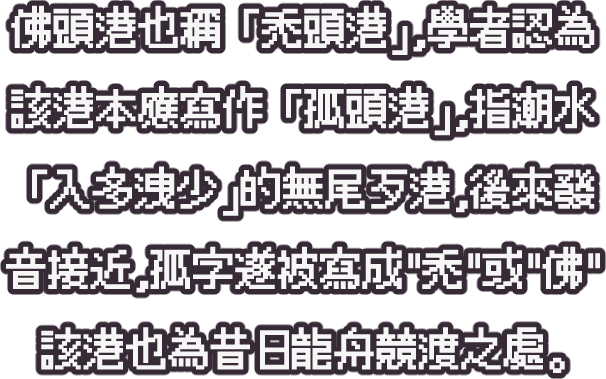 佛頭港也稱「禿頭港」,學者認為
該港本應寫作「孤頭港」,指潮水
「入多洩少」的無尾歹港,後來發
音接近,孤字遂被寫成"禿"或"佛"
該港也為昔日龍舟競渡之處。